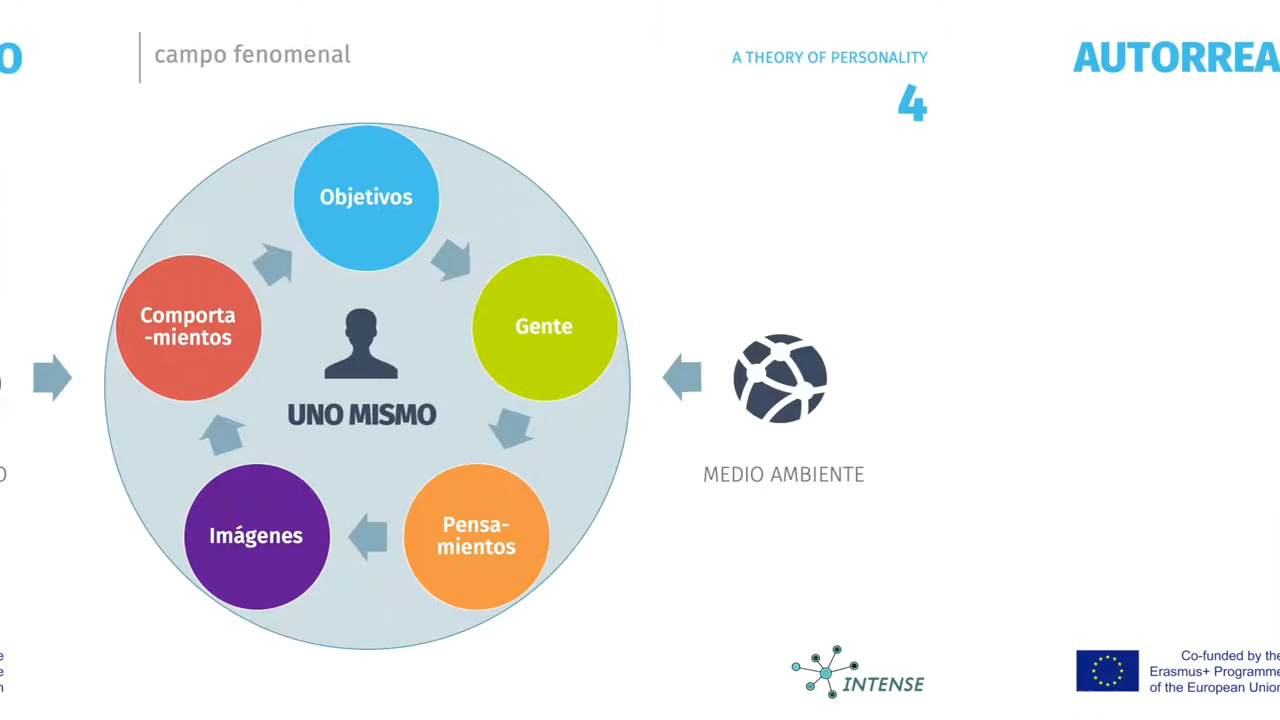 O
campo fenomenal
A THEORY OF PERSONALITY
4
AUTORREA
Objetivos
Gente
Pensa-
mientos
Imágenes
Comporta
-mientos
UNO MISMO
O
MEDIO AMBIENTE
e
e
n
INTENSE
Co-funded by the
Erasmus+ Programme
of the European Union